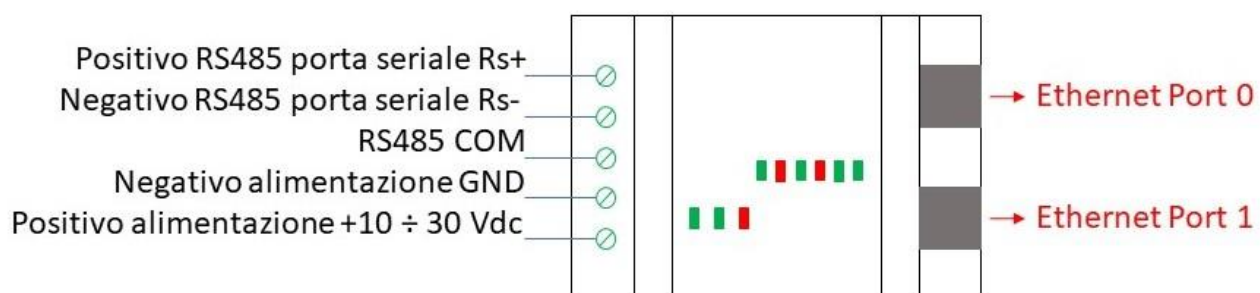 Positivo RS485 porta seriale Rs+
Negativo RS485 porta seriale Rs-
RS485 COM
Negativo alimentazione GND
Positivo alimentazione +10 ÷ 30 Vdc
Ethernet Port 0
Ethernet Port 1